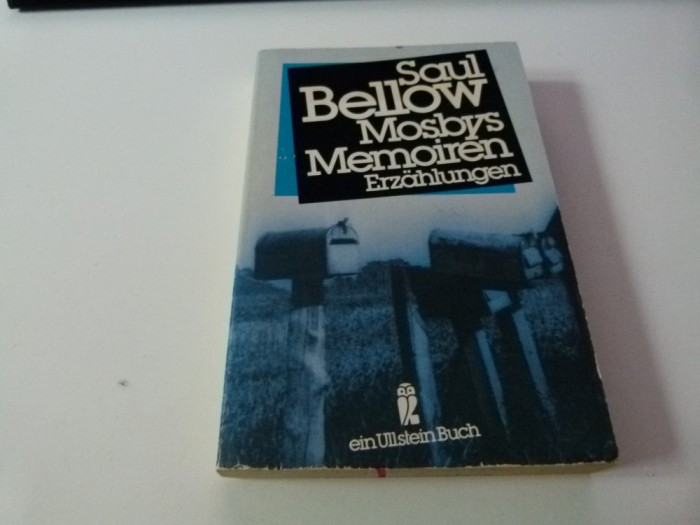 Saul
Bellow
Mosbys
Memoiren
Erzählungen
ein Ullstein Buch